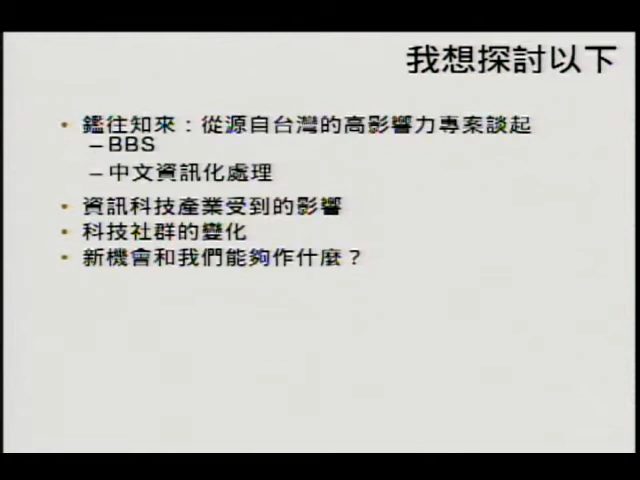 我想探討以下
• 鑑往知來：從源自台灣的高影響力專案談起
– BBS
– 中文資訊化處理
• 資訊科技產業受到的影響
• 科技社群的變化
• 新機會和我們能夠作什麼？